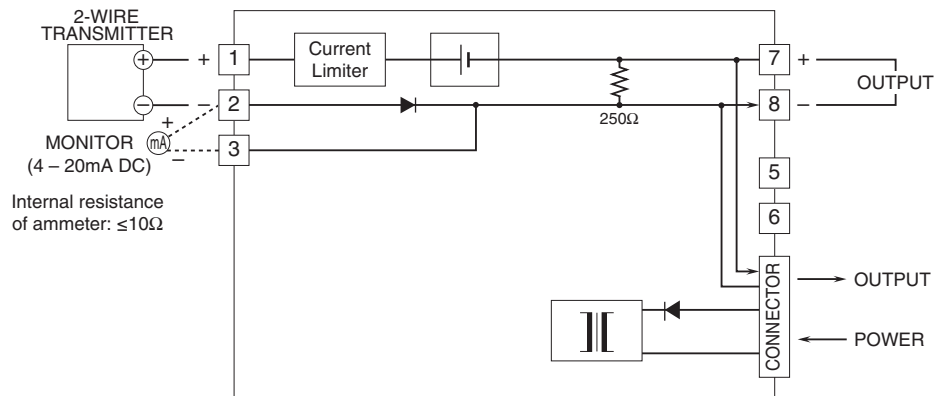 2-WIRE
TRANSMITTER
+
−
+
−
+
−
MONITOR
(4 – 20mA DC)
mA
Internal resistance
of ammeter: ≤10Ω
1
2
3
Current
Limiter
250Ω
7
8
+
−
OUTPUT
5
6
CONNECTOR
OUTPUT
POWER